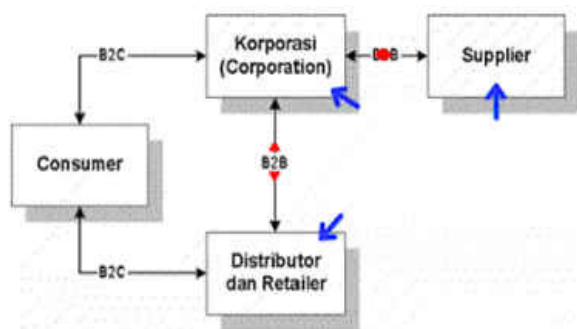 B2C
Korporasi
(Corporation)
Supplier
Consumer
B2B
B2C
Distributor
dan Retailer